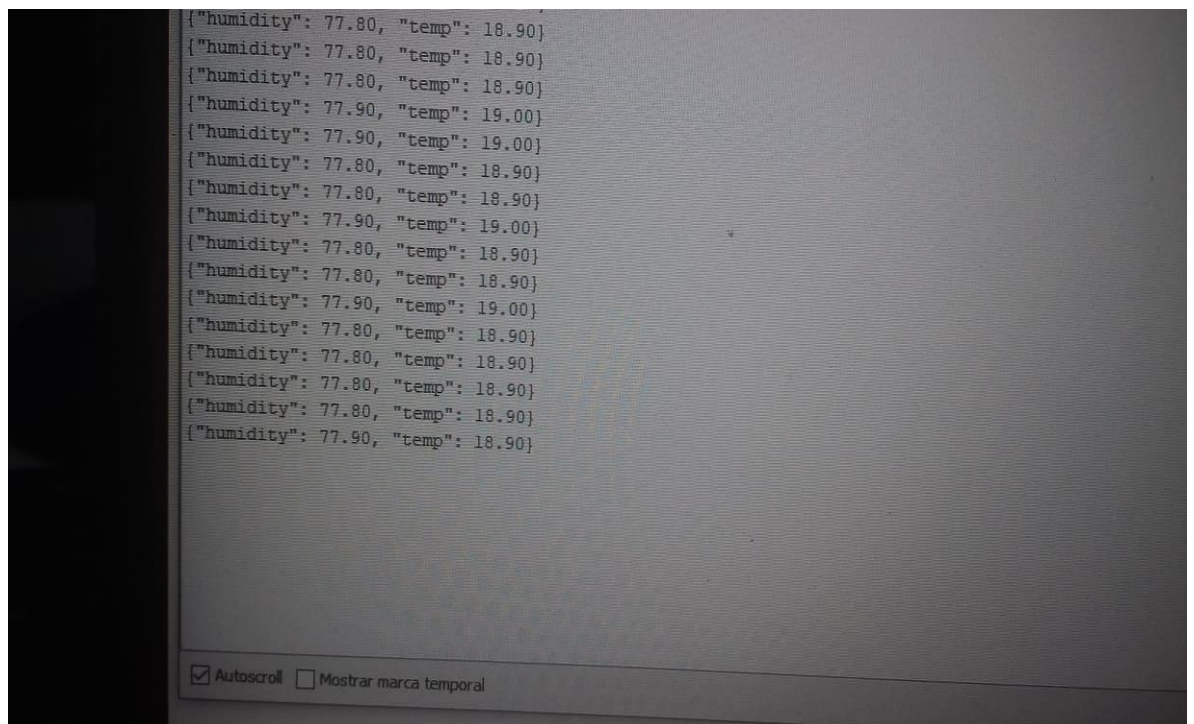 {"humidity": 77.80, "temp": 18.90}
{"humidity": 77.80, "temp": 18.90}
{"humidity": 77.80, "temp": 18.90}
{"humidity": 77.90, "temp": 19.00}
{"humidity": 77.90, "temp": 19.00}
{"humidity": 77.80, "temp": 18.90}
{"humidity": 77.80, "temp": 18.90}
{"humidity": 77.90, "temp": 19.00}
{"humidity": 77.80, "temp": 18.90}
{"humidity": 77.80, "temp": 18.90}
{"humidity": 77.90, "temp": 19.00}
{"humidity": 77.80, "temp": 18.90}
{"humidity": 77.80, "temp": 18.90}
{"humidity": 77.80, "temp": 18.90}
{"humidity": 77.80, "temp": 18.90}
{"humidity": 77.90, "temp": 18.90}
Autoscroll Mostrar marca temporal